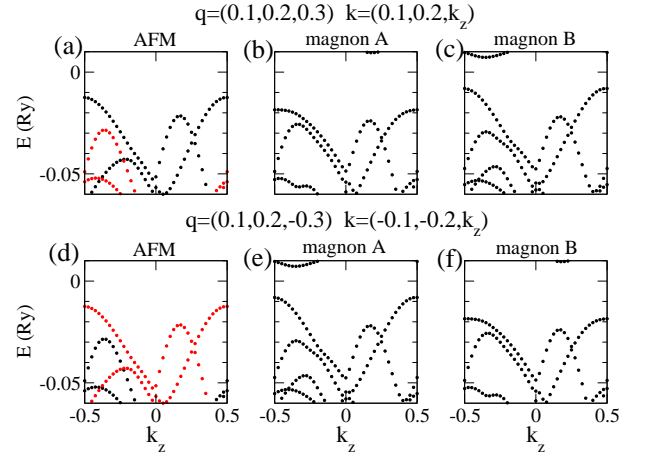 q=(0.1,0.2,0.3) k=(0.1,0.2,k_z)
(a) AFM (b) magnon A (c) magnon B
0
E (Ry)
-0.05
q=(0.1,0.2,-0.3) k=(-0.1,-0.2,k_z)
(d) AFM (e) magnon A (f) magnon B
0
E (Ry)
-0.05
-0.5 0 0.5 -0.5 0 0.5 -0.5 0 0.5
k_z k_z k_z